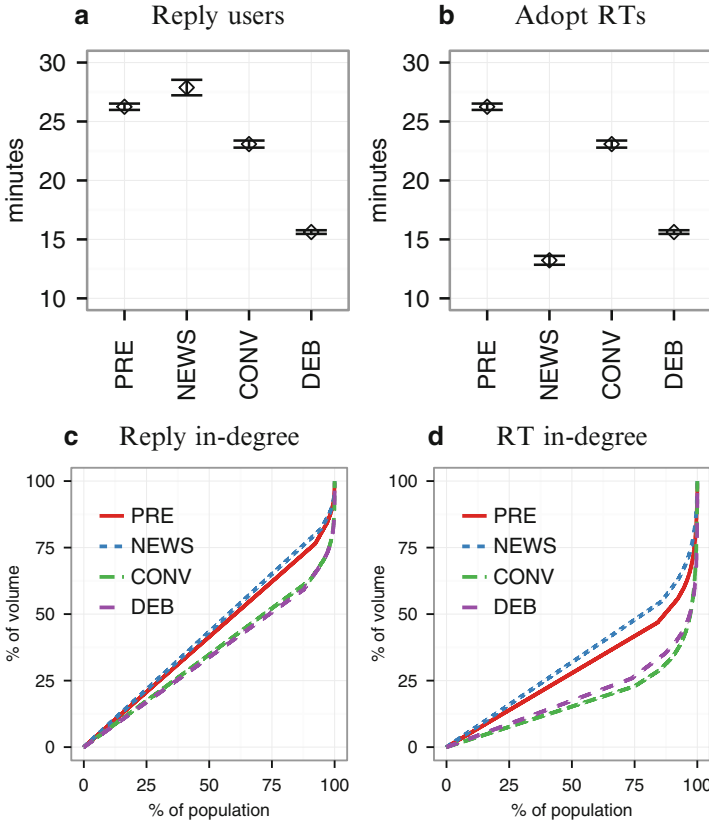 a Reply users
b Adopt RTs
30
25
20
15
10
minutes
PRE
NEWS
CONV
DEB
30
25
20
15
10
minutes
PRE
NEWS
CONV
DEB
c Reply in-degree
d RT in-degree
100
75
50
25
0
% of volume
PRE
NEWS
CONV
DEB
0 25 50 75 100
% of population
100
75
50
25
0
% of volume
PRE
NEWS
CONV
DEB
0 25 50 75 100
% of population